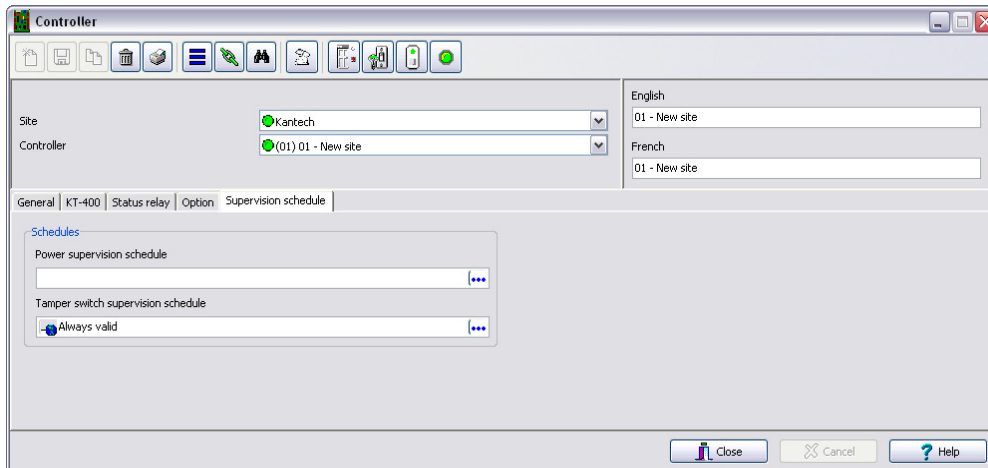 Controller
Site
Kantech
Controller
(01) 01 - New site
English
01 - New site
French
01 - New site
General
KT-400
Status relay
Option
Supervision schedule
Schedules
Power supervision schedule
Tamper switch supervision schedule
Always valid
Close
Cancel
Help